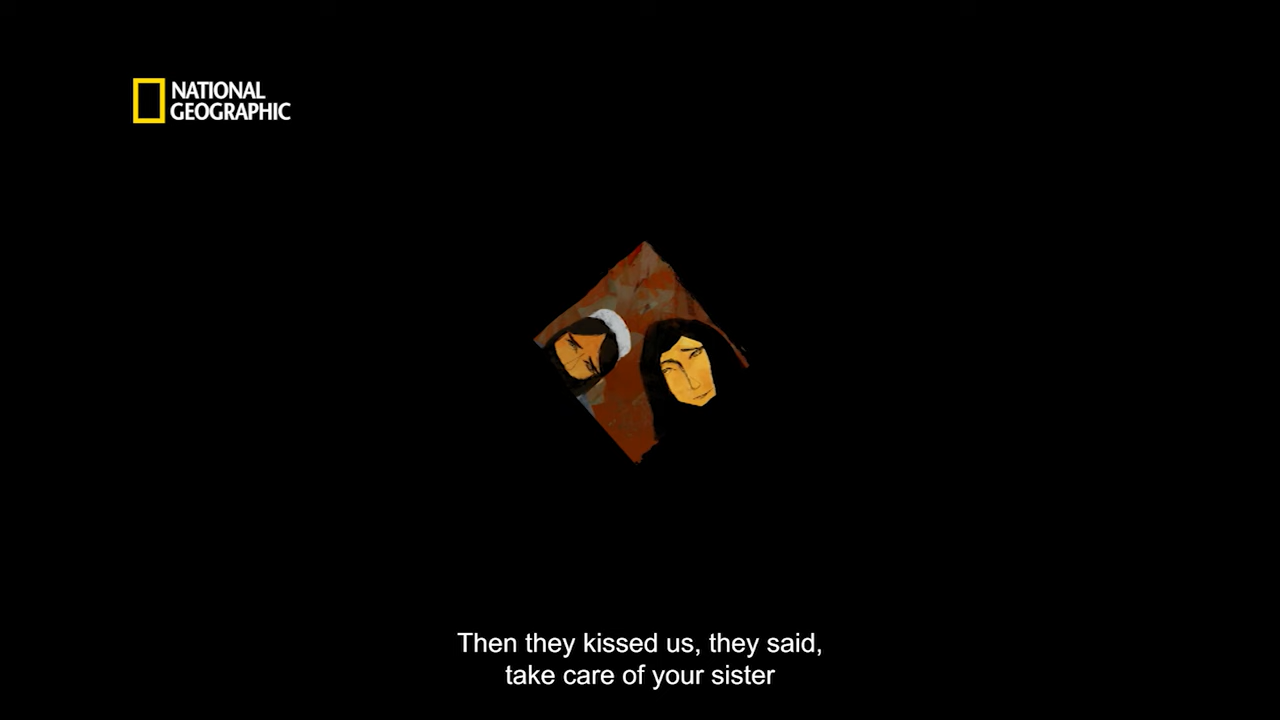 NATIONAL
GEOGRAPHIC
Then they kissed us, they said,
take care of your sister